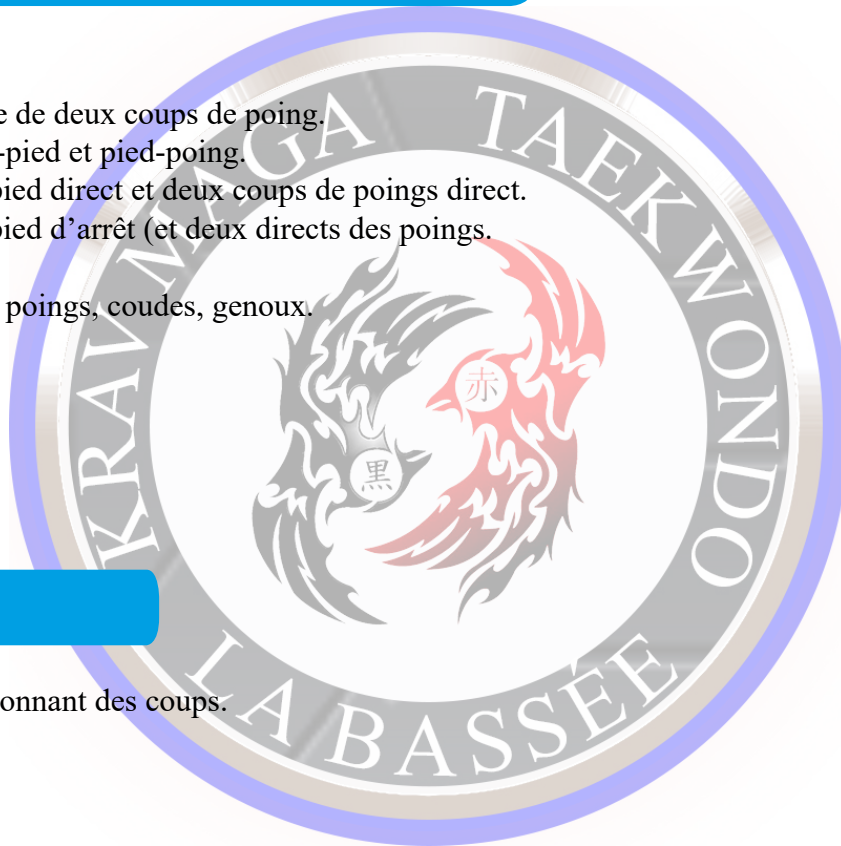 e de deux coups de poing.
-pied et pied-poing.
pied direct et deux coups de poings direct.
pied d’arrêt (et deux directs des poings.
poings, coudes, genoux.
onnant des coups.
KRAV MAGA TAEKWONDO
赤
黒
LA BASSÉE